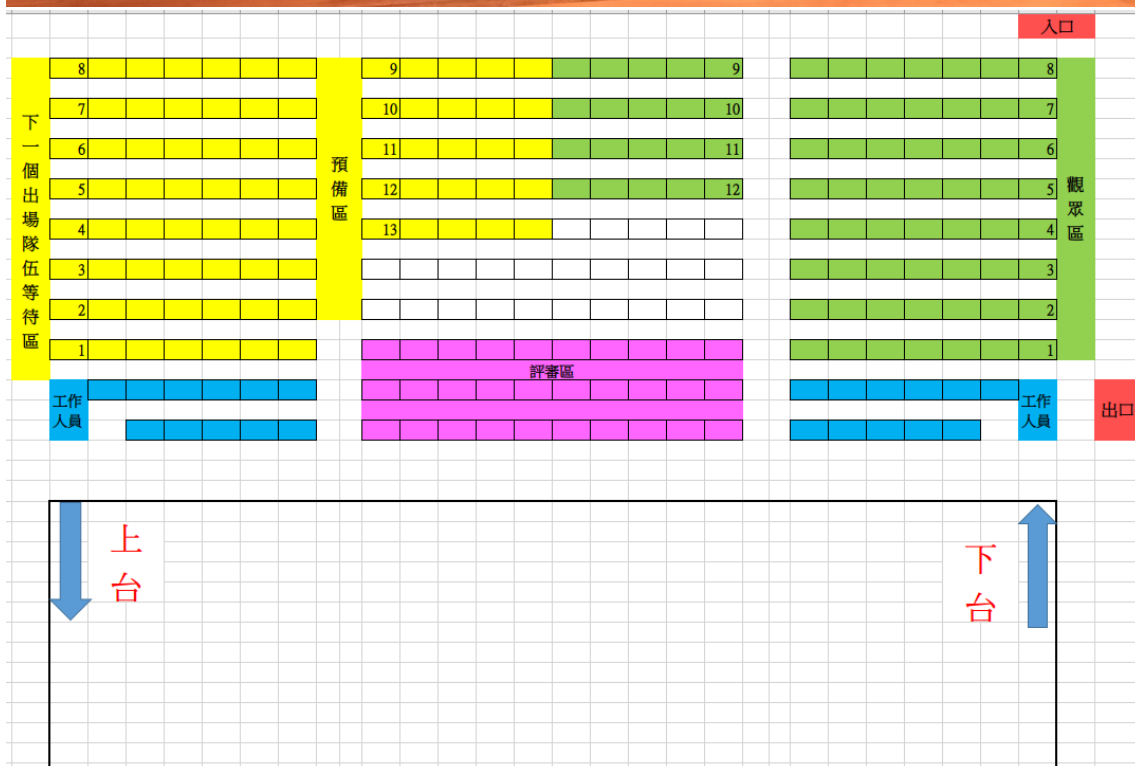 入口
8 9 9 8
7 10 10 7
6 11 11 6
5 12 12 5
4 13 4
3 3
2 2
1 1
下一個出場隊伍等待區
預備區
觀眾區
評審區
工作
人員
工作
人員
出口
上台
下台